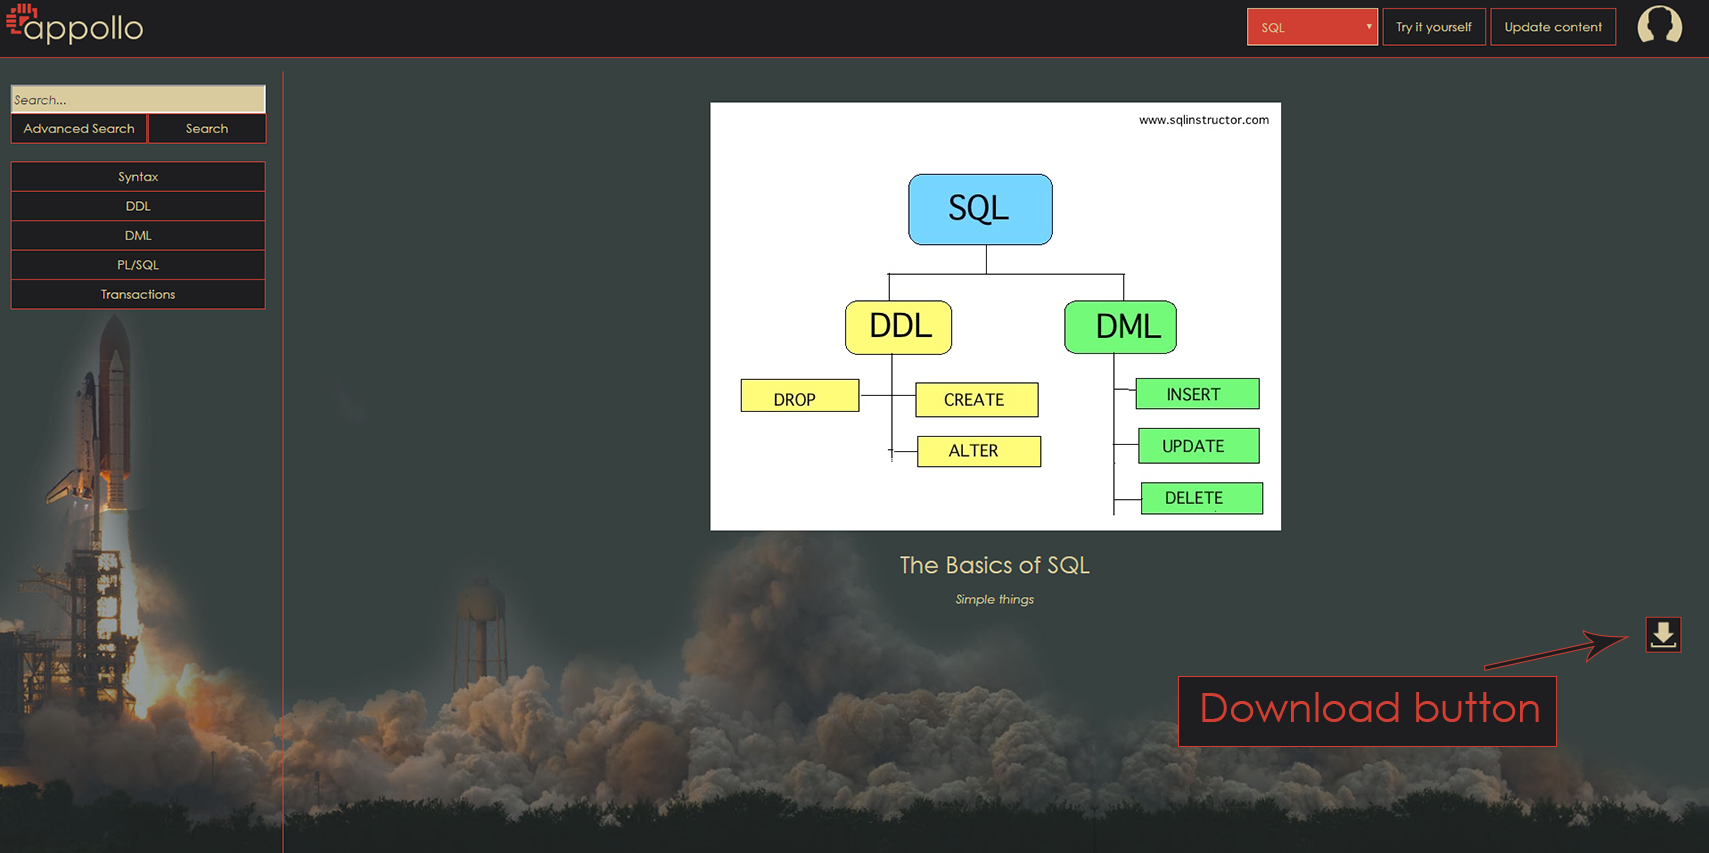 appollo
SQL
Try it yourself
Update content
Search...
Advanced Search
Search
Syntax
DDL
DML
PL/SQL
Transactions
www.sqlinstructor.com
SQL
DDL
DML
DROP
CREATE
ALTER
INSERT
UPDATE
DELETE
The Basics of SQL
Simple things
Download button